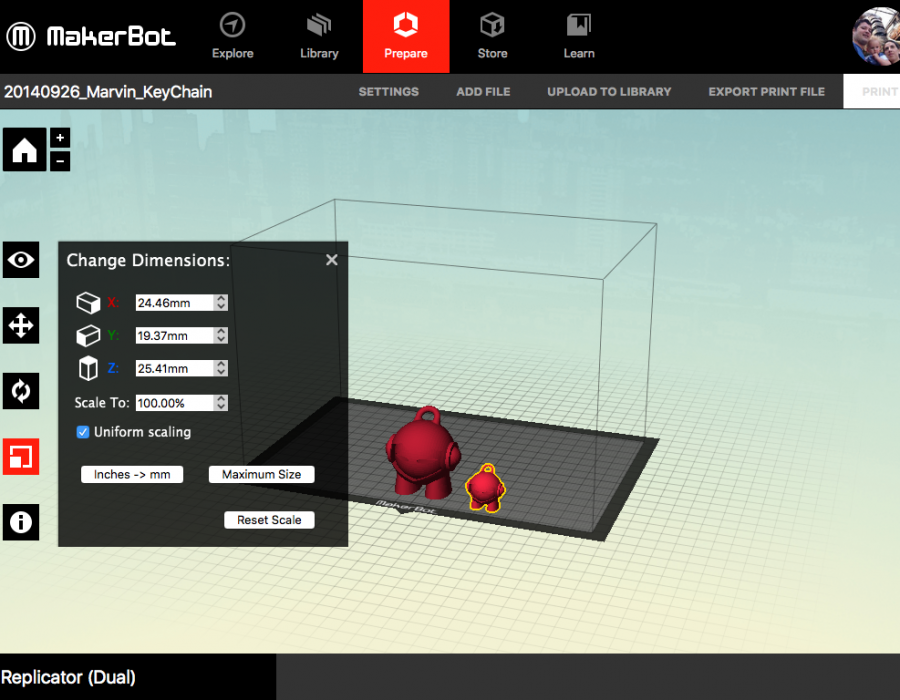 MakerBot
Explore
Library
Prepare
Store
Learn
20140926_Marvin_KeyChain
SETTINGS
ADD FILE
UPLOAD TO LIBRARY
EXPORT PRINT FILE
PRINT
Change Dimensions:
X:
24.46mm
Y:
19.37mm
Z:
25.41mm
Scale To:
100.00%
Uniform scaling
Inches -> mm
Maximum Size
Reset Scale
MakerBot
Replicator (Dual)